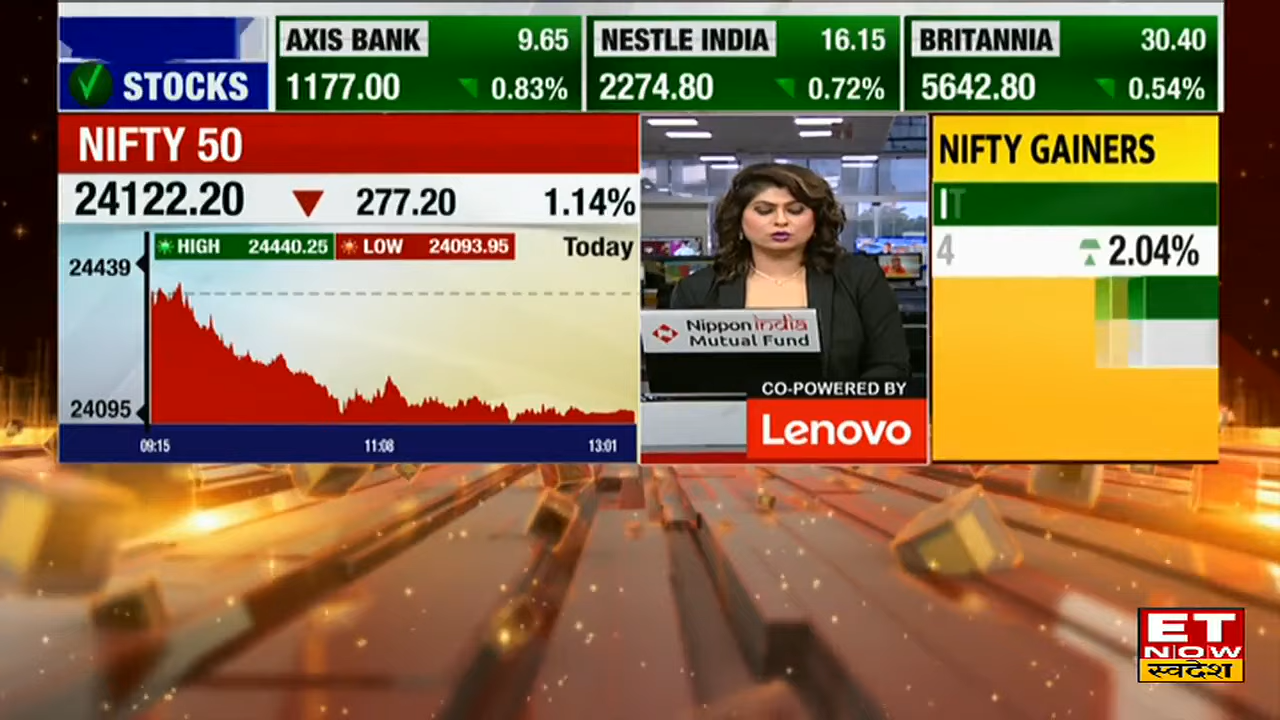 STOCKS
AXIS BANK 9.65
1177.00 0.83%
NESTLE INDIA 16.15
2274.80 0.72%
BRITANNIA 30.40
5642.80 0.54%
NIFTY 50
24122.20 277.20 1.14%
HIGH 24440.25 LOW 24093.95 Today
24439
24095
09:15 11:08 13:01
Nippon india
Mutual Fund
CO-POWERED BY
Lenovo
NIFTY GAINERS
IT
4 2.04%
ET
NOW
स्वदेश